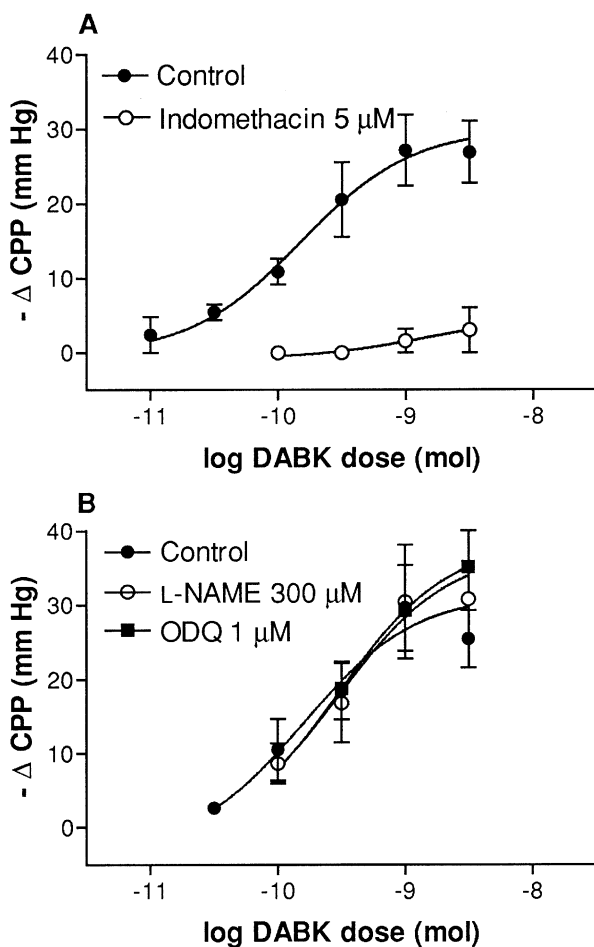 A
40
30
20
10
0
- Δ CPP (mm Hg)
Control
Indomethacin 5 μM
-11 -10 -9 -8
log DABK dose (mol)
B
40
30
20
10
0
- Δ CPP (mm Hg)
Control
L-NAME 300 μM
ODQ 1 μM
-11 -10 -9 -8
log DABK dose (mol)